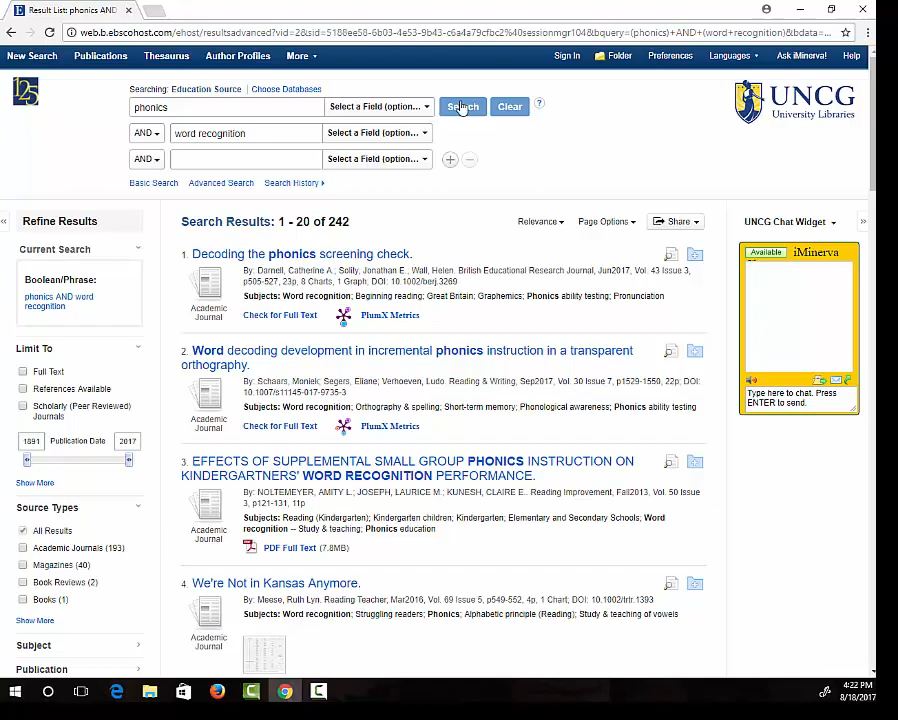 Result List: phonics AND
web.b.ebscohost.com/ehost/resultsadvanced?vid=2&sid=5188ee58-6b03-4e53-9b43-c6a4a79cfbc2%40sessionmgr104&bquery=(phonics)+AND+(word+recognition)&bdata=
New Search Publications Thesaurus Author Profiles More Sign In Folder Preferences Languages Ask iMinerva! Help
125
Searching: Education Source Choose Databases
phonics Select a Field (option... Search Clear ?
AND word recognition Select a Field (option...
AND Select a Field (option...
Basic Search Advanced Search Search History
UNCG
University Libraries
Refine Results
Current Search
Boolean/Phrase:
phonics AND word
recognition
Limit To
Full Text
References Available
Scholarly (Peer Reviewed)
Journals
1891 Publication Date 2017
Show More
Source Types
All Results
Academic Journals (193)
Magazines (40)
Book Reviews (2)
Books (1)
Show More
Subject
Publication
Search Results: 1 - 20 of 242 Relevance Page Options Share
1. Decoding the phonics screening check.
By: Darnell, Catherine A.; Solity, Jonathan E.; Wall, Helen. British Educational Research Journal, Jun2017, Vol. 43 Issue 3,
p505-527, 23p, 8 Charts, 1 Graph; DOI: 10.1002/berj.3269
Subjects: Word recognition; Beginning reading; Great Britain; Graphemics; Phonics ability testing; Pronunciation
Academic
Journal
Check for Full Text PlumX Metrics
2. Word decoding development in incremental phonics instruction in a transparent
orthography.
By: Schaars, Moniek; Segers, Eliane; Verhoeven, Ludo. Reading & Writing, Sep2017, Vol. 30 Issue 7, p1529-1550, 22p; DOI:
10.1007/s11145-017-9735-3
Subjects: Word recognition; Orthography & spelling; Short-term memory; Phonological awareness; Phonics ability testing
Academic
Journal
Check for Full Text PlumX Metrics
3. EFFECTS OF SUPPLEMENTAL SMALL GROUP PHONICS INSTRUCTION ON
KINDERGARTNERS' WORD RECOGNITION PERFORMANCE.
By: NOLTEMEYER, AMITY L.; JOSEPH, LAURICE M.; KUNESH, CLAIRE E.. Reading Improvement, Fall2013, Vol. 50 Issue
3, p121-131, 11p
Subjects: Reading (Kindergarten); Kindergarten children; Kindergarten; Elementary and Secondary Schools; Word
recognition -- Study & teaching; Phonics education
Academic
Journal
PDF Full Text (7.8MB)
4. We're Not in Kansas Anymore.
By: Meese, Ruth Lyn. Reading Teacher, Mar2016, Vol. 69 Issue 5, p549-552, 4p, 1 Chart; DOI: 10.1002/trtr.1393
Subjects: Word recognition; Struggling readers; Phonics; Alphabetic principle (Reading); Study & teaching of vowels
Academic
Journal
UNCG Chat Widget
Available iMinerva
Type here to chat. Press
ENTER to send.
4:22 PM
8/18/2017